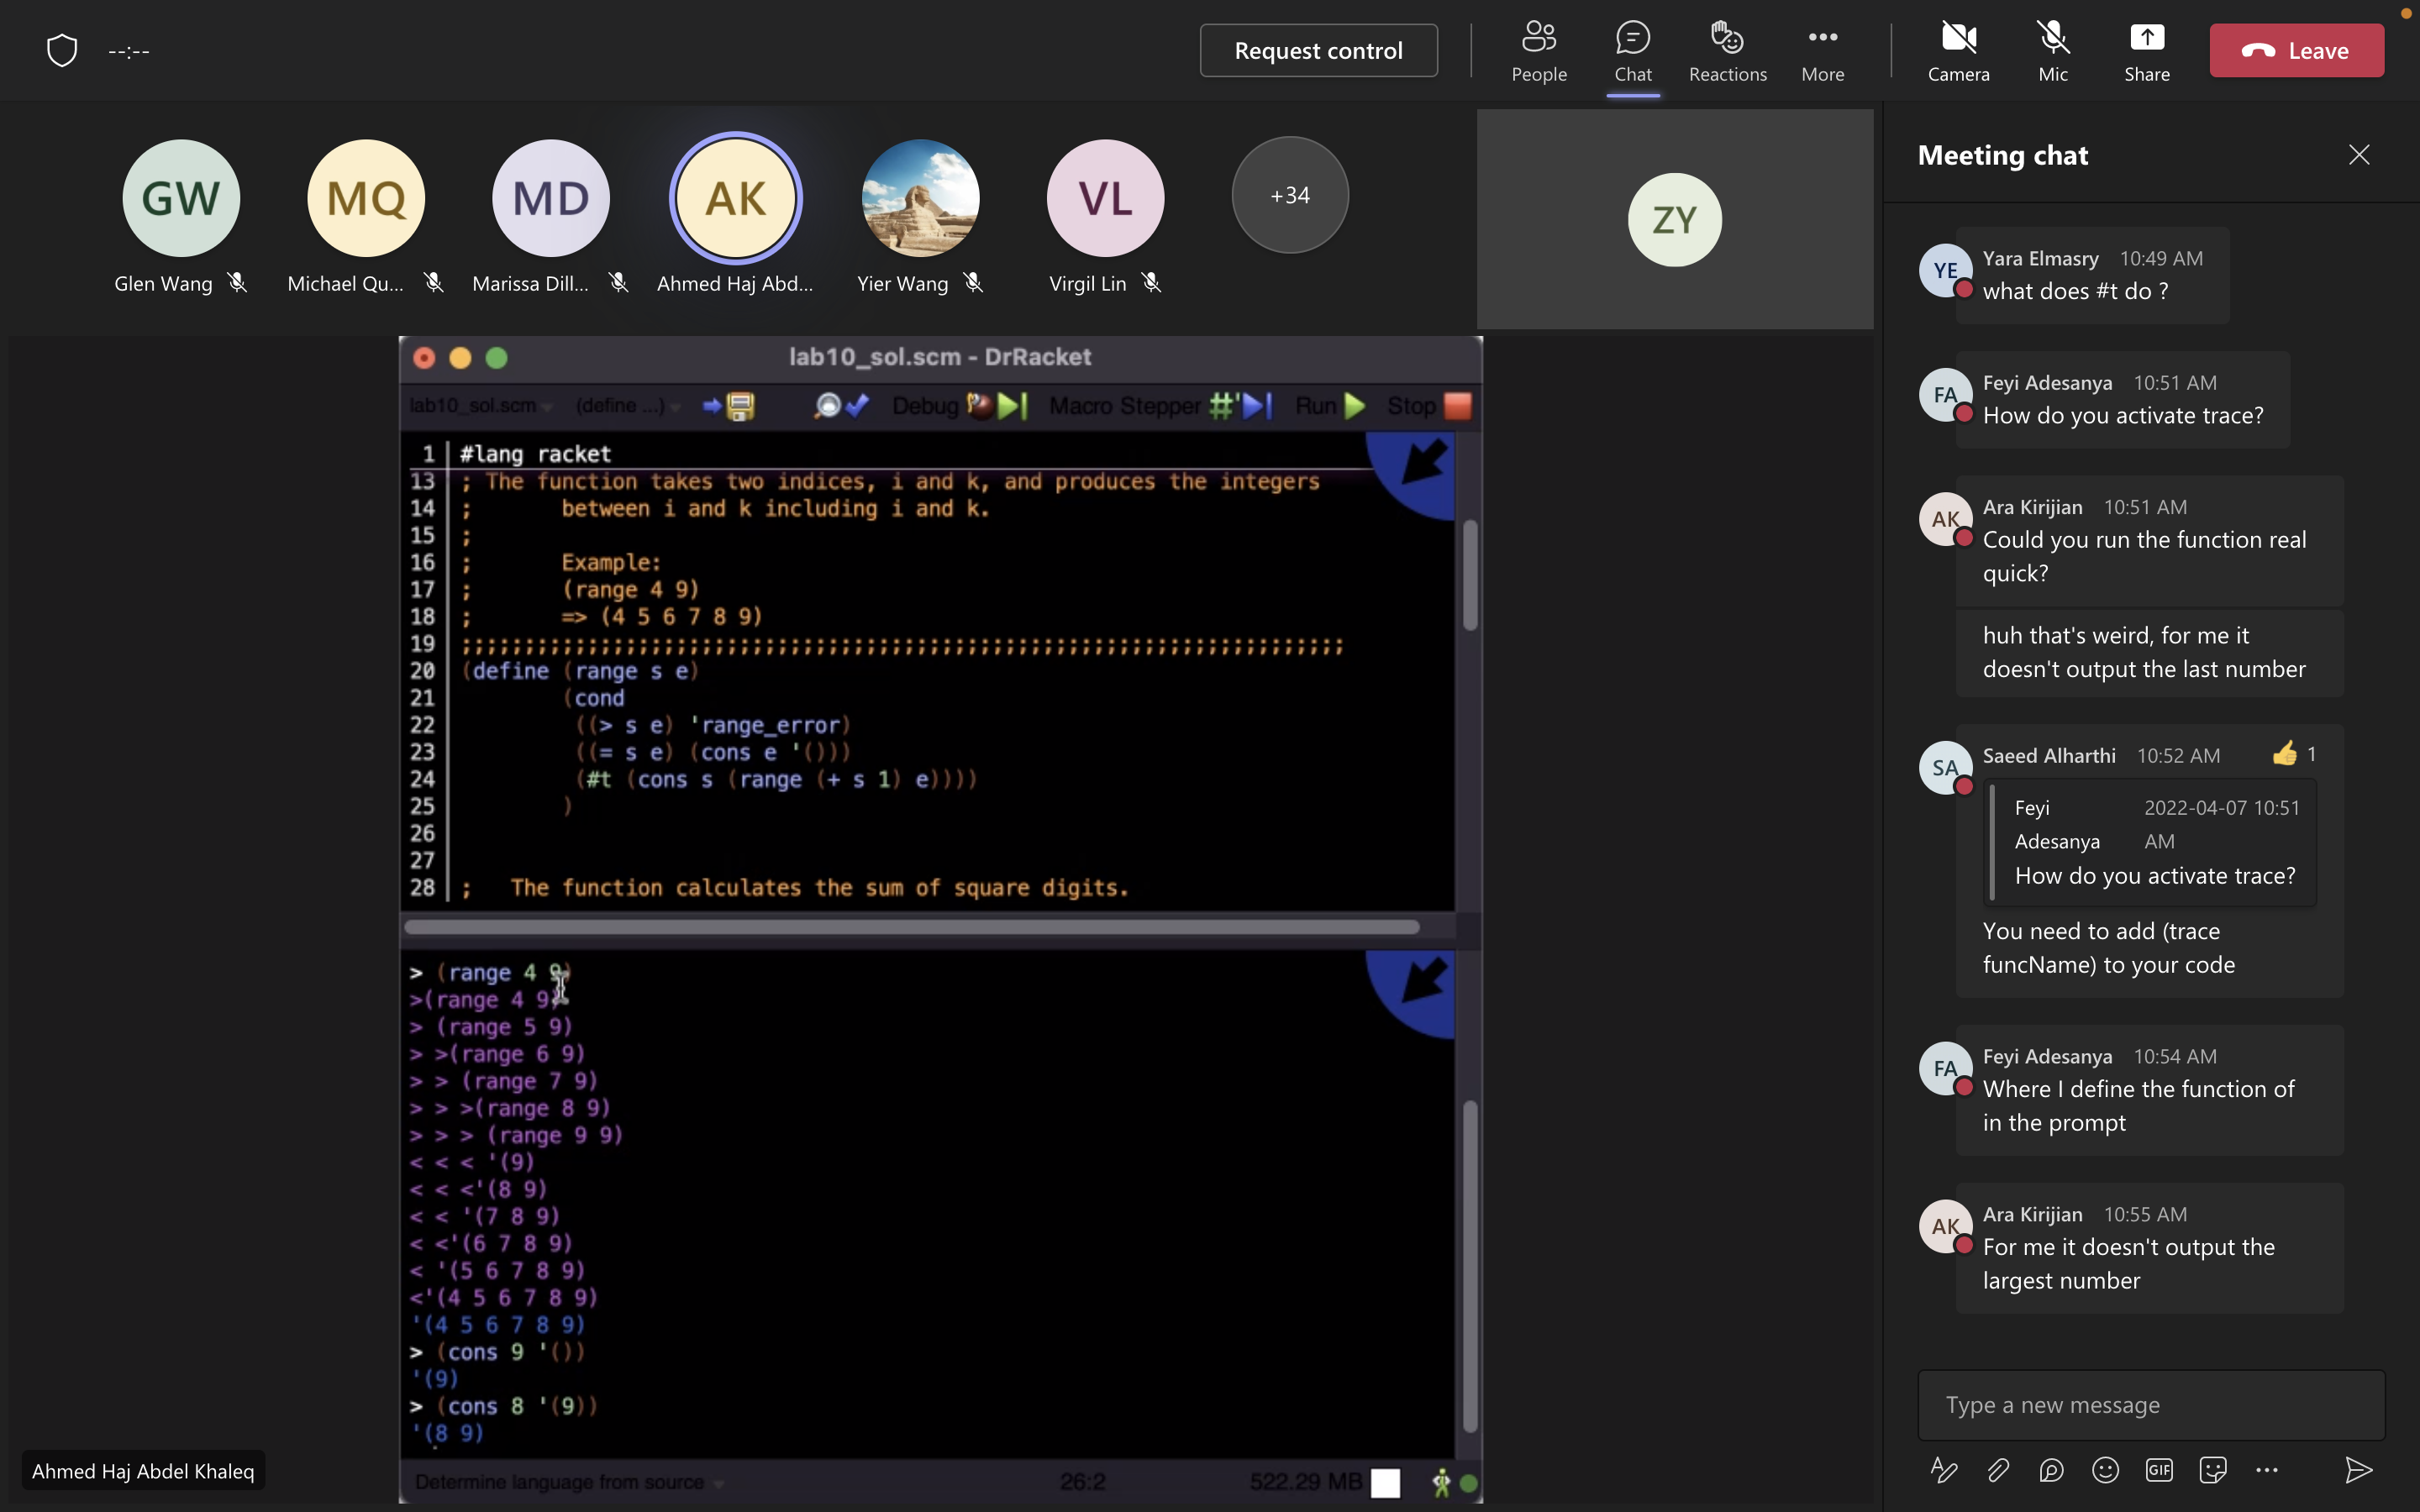 --:--
Request control
People
Chat
Reactions
More
Camera
Mic
Share
Leave
GW
MQ
MD
AK
VL
+34
ZY
Glen Wang
Michael Qu...
Marissa Dill...
Ahmed Haj Abd...
Yier Wang
Virgil Lin
lab10_sol.scm - DrRacket
lab10_sol.scm
(define ...)
Debug
Macro Stepper
#'
Run
Stop
1 #lang racket
13 ; The function takes two indices, i and k, and produces the integers
14 ; between i and k including i and k.
15 ;
16 ; Example:
17 ; (range 4 9)
18 ; => (4 5 6 7 8 9)
19 ;;;;;;;;;;;;;;;;;;;;;;;;;;;;;;;;;;;;;;;;;;;;;;;;;;;;;;;;;;;;;;;;;;;;;;
20 (define (range s e)
21 (cond
22 ((> s e) 'range_error)
23 ((= s e) (cons e '()))
24 (#t (cons s (range (+ s 1) e))))
25 )
26
27
28 ; The function calculates the sum of square digits.
> (range 4 9)
>(range 4 9)
> (range 5 9)
> >(range 6 9)
> > (range 7 9)
> > >(range 8 9)
> > > (range 9 9)
< < < '(9)
< < <'(8 9)
< < '(7 8 9)
< <'(6 7 8 9)
< '(5 6 7 8 9)
<'(4 5 6 7 8 9)
'(4 5 6 7 8 9)
> (cons 9 '())
'(9)
> (cons 8 '(9))
'(8 9)
Determine language from source
26:2
522.29 MB
Ahmed Haj Abdel Khaleq
Meeting chat
YE
Yara Elmasry 10:49 AM
what does #t do ?
FA
Feyi Adesanya 10:51 AM
How do you activate trace?
AK
Ara Kirijian 10:51 AM
Could you run the function real
quick?
huh that's weird, for me it
doesn't output the last number
SA
Saeed Alharthi 10:52 AM
1
Feyi 2022-04-07 10:51
Adesanya AM
How do you activate trace?
You need to add (trace
funcName) to your code
FA
Feyi Adesanya 10:54 AM
Where I define the function of
in the prompt
AK
Ara Kirijian 10:55 AM
For me it doesn't output the
largest number
Type a new message
GIF